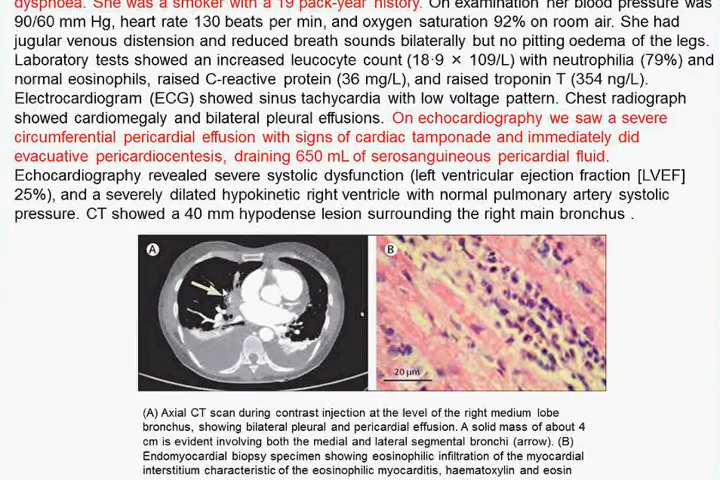 dyspnoea. She was a smoker with a 19 pack-year history. On examination her blood pressure was
90/60 mm Hg, heart rate 130 beats per min, and oxygen saturation 92% on room air. She had
jugular venous distension and reduced breath sounds bilaterally but no pitting oedema of the legs.
Laboratory tests showed an increased leucocyte count (18·9 × 109/L) with neutrophilia (79%) and
normal eosinophils, raised C-reactive protein (36 mg/L), and raised troponin T (354 ng/L).
Electrocardiogram (ECG) showed sinus tachycardia with low voltage pattern. Chest radiograph
showed cardiomegaly and bilateral pleural effusions. On echocardiography we saw a severe
circumferential pericardial effusion with signs of cardiac tamponade and immediately did
evacuative pericardiocentesis, draining 650 mL of serosanguineous pericardial fluid.
Echocardiography revealed severe systolic dysfunction (left ventricular ejection fraction [LVEF]
25%), and a severely dilated hypokinetic right ventricle with normal pulmonary artery systolic
pressure. CT showed a 40 mm hypodense lesion surrounding the right main bronchus .
A
B
20 µm
(A) Axial CT scan during contrast injection at the level of the right medium lobe
bronchus, showing bilateral pleural and pericardial effusion. A solid mass of about 4
cm is evident involving both the medial and lateral segmental bronchi (arrow). (B)
Endomyocardial biopsy specimen showing eosinophilic infiltration of the myocardial
interstitium characteristic of the eosinophilic myocarditis, haematoxylin and eosin